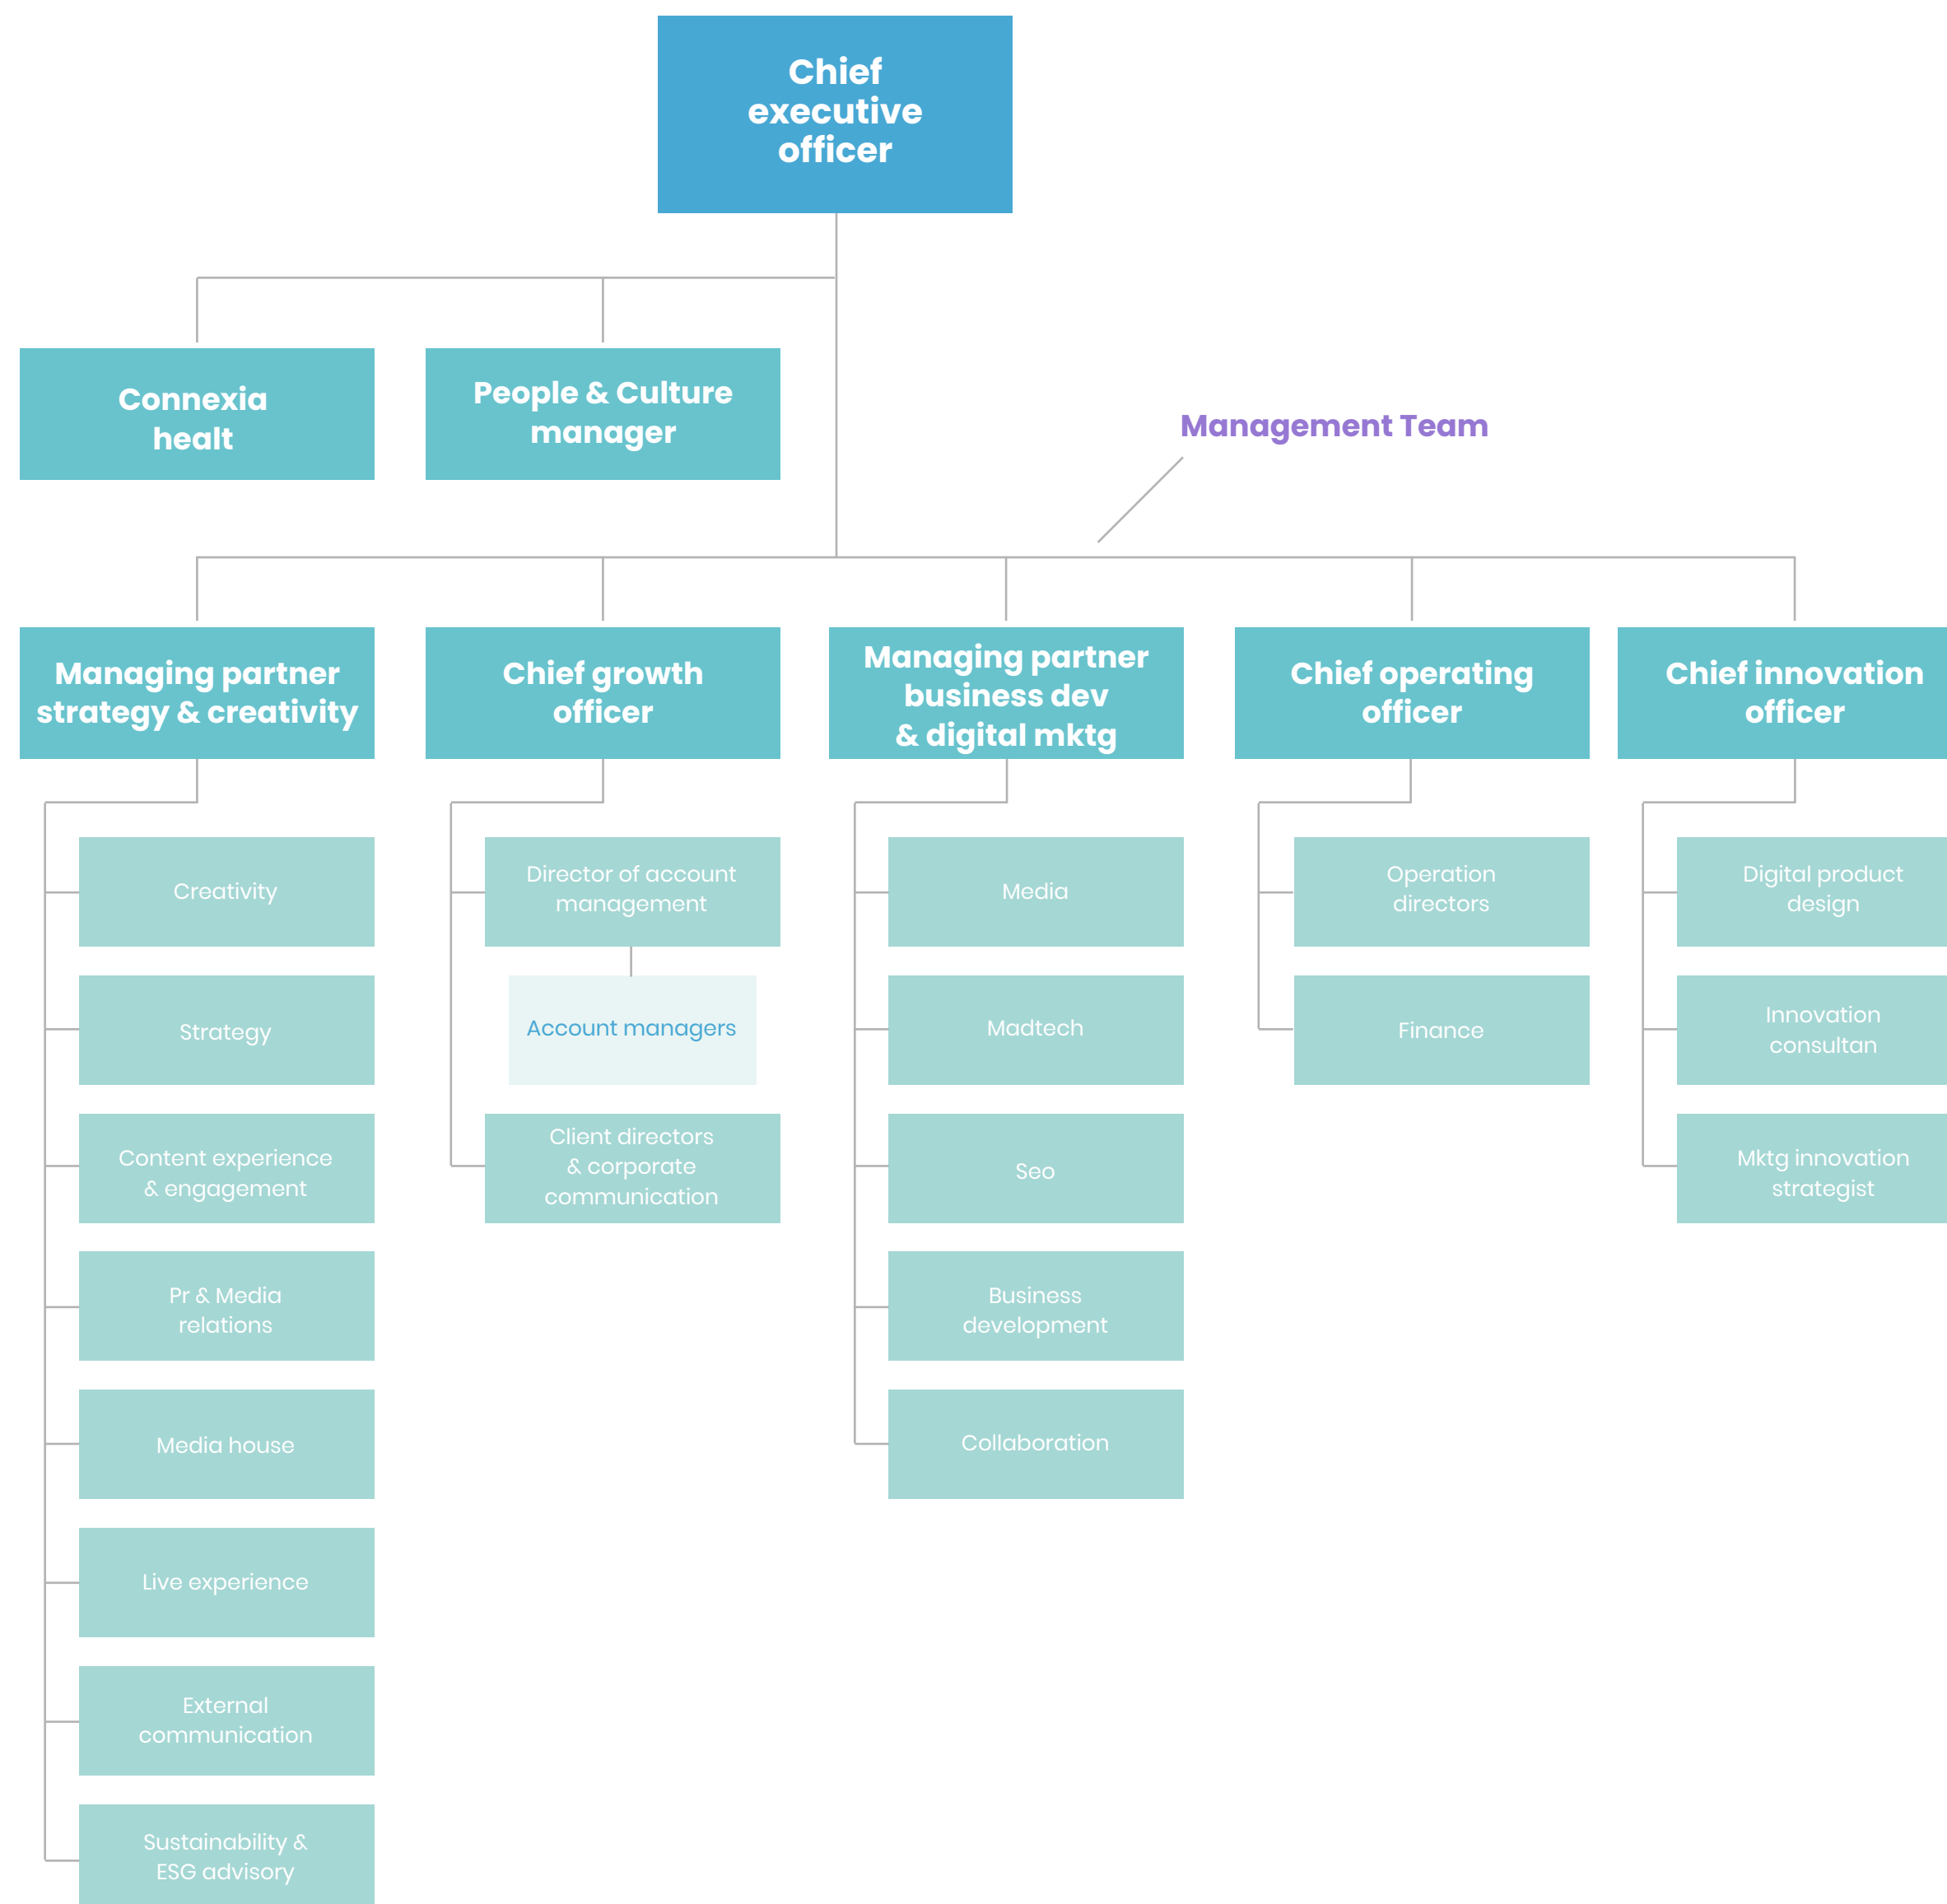 Chief
executive
officer
Connexia
healt
People & Culture
manager
Management Team
Managing partner
strategy & creativity
Chief growth
officer
Managing partner
business dev
& digital mktg
Chief operating
officer
Chief innovation
officer
Creativity
Strategy
Content experience
& engagement
Pr & Media
relations
Media house
Live experience
External
communication
Sustainability &
ESG advisory
Director of account
management
Account managers
Client directors
& corporate
communication
Media
Madtech
Seo
Business
development
Collaboration
Operation
directors
Finance
Digital product
design
Innovation
consultan
Mktg innovation
strategist